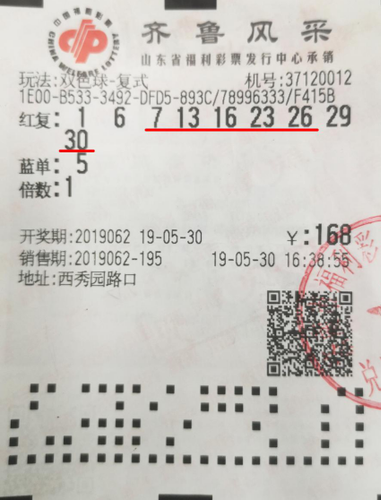 中国福利彩票
CHINA WELFARE LOTTERY
齐鲁风采
山东省福利彩票发行中心承销
玩法:双色球-复式 机号:37120012
1E00-B533-3492-DFD5-893C/78996333/F415B
红复: 1 6 7 13 16 23 26 29
30
蓝单: 5
倍数:1
开奖期:2019062 19-05-30 ¥:168
销售期:2019062-195 19-05-30 16:38:55
地址:西秀园路口
福利彩
兑